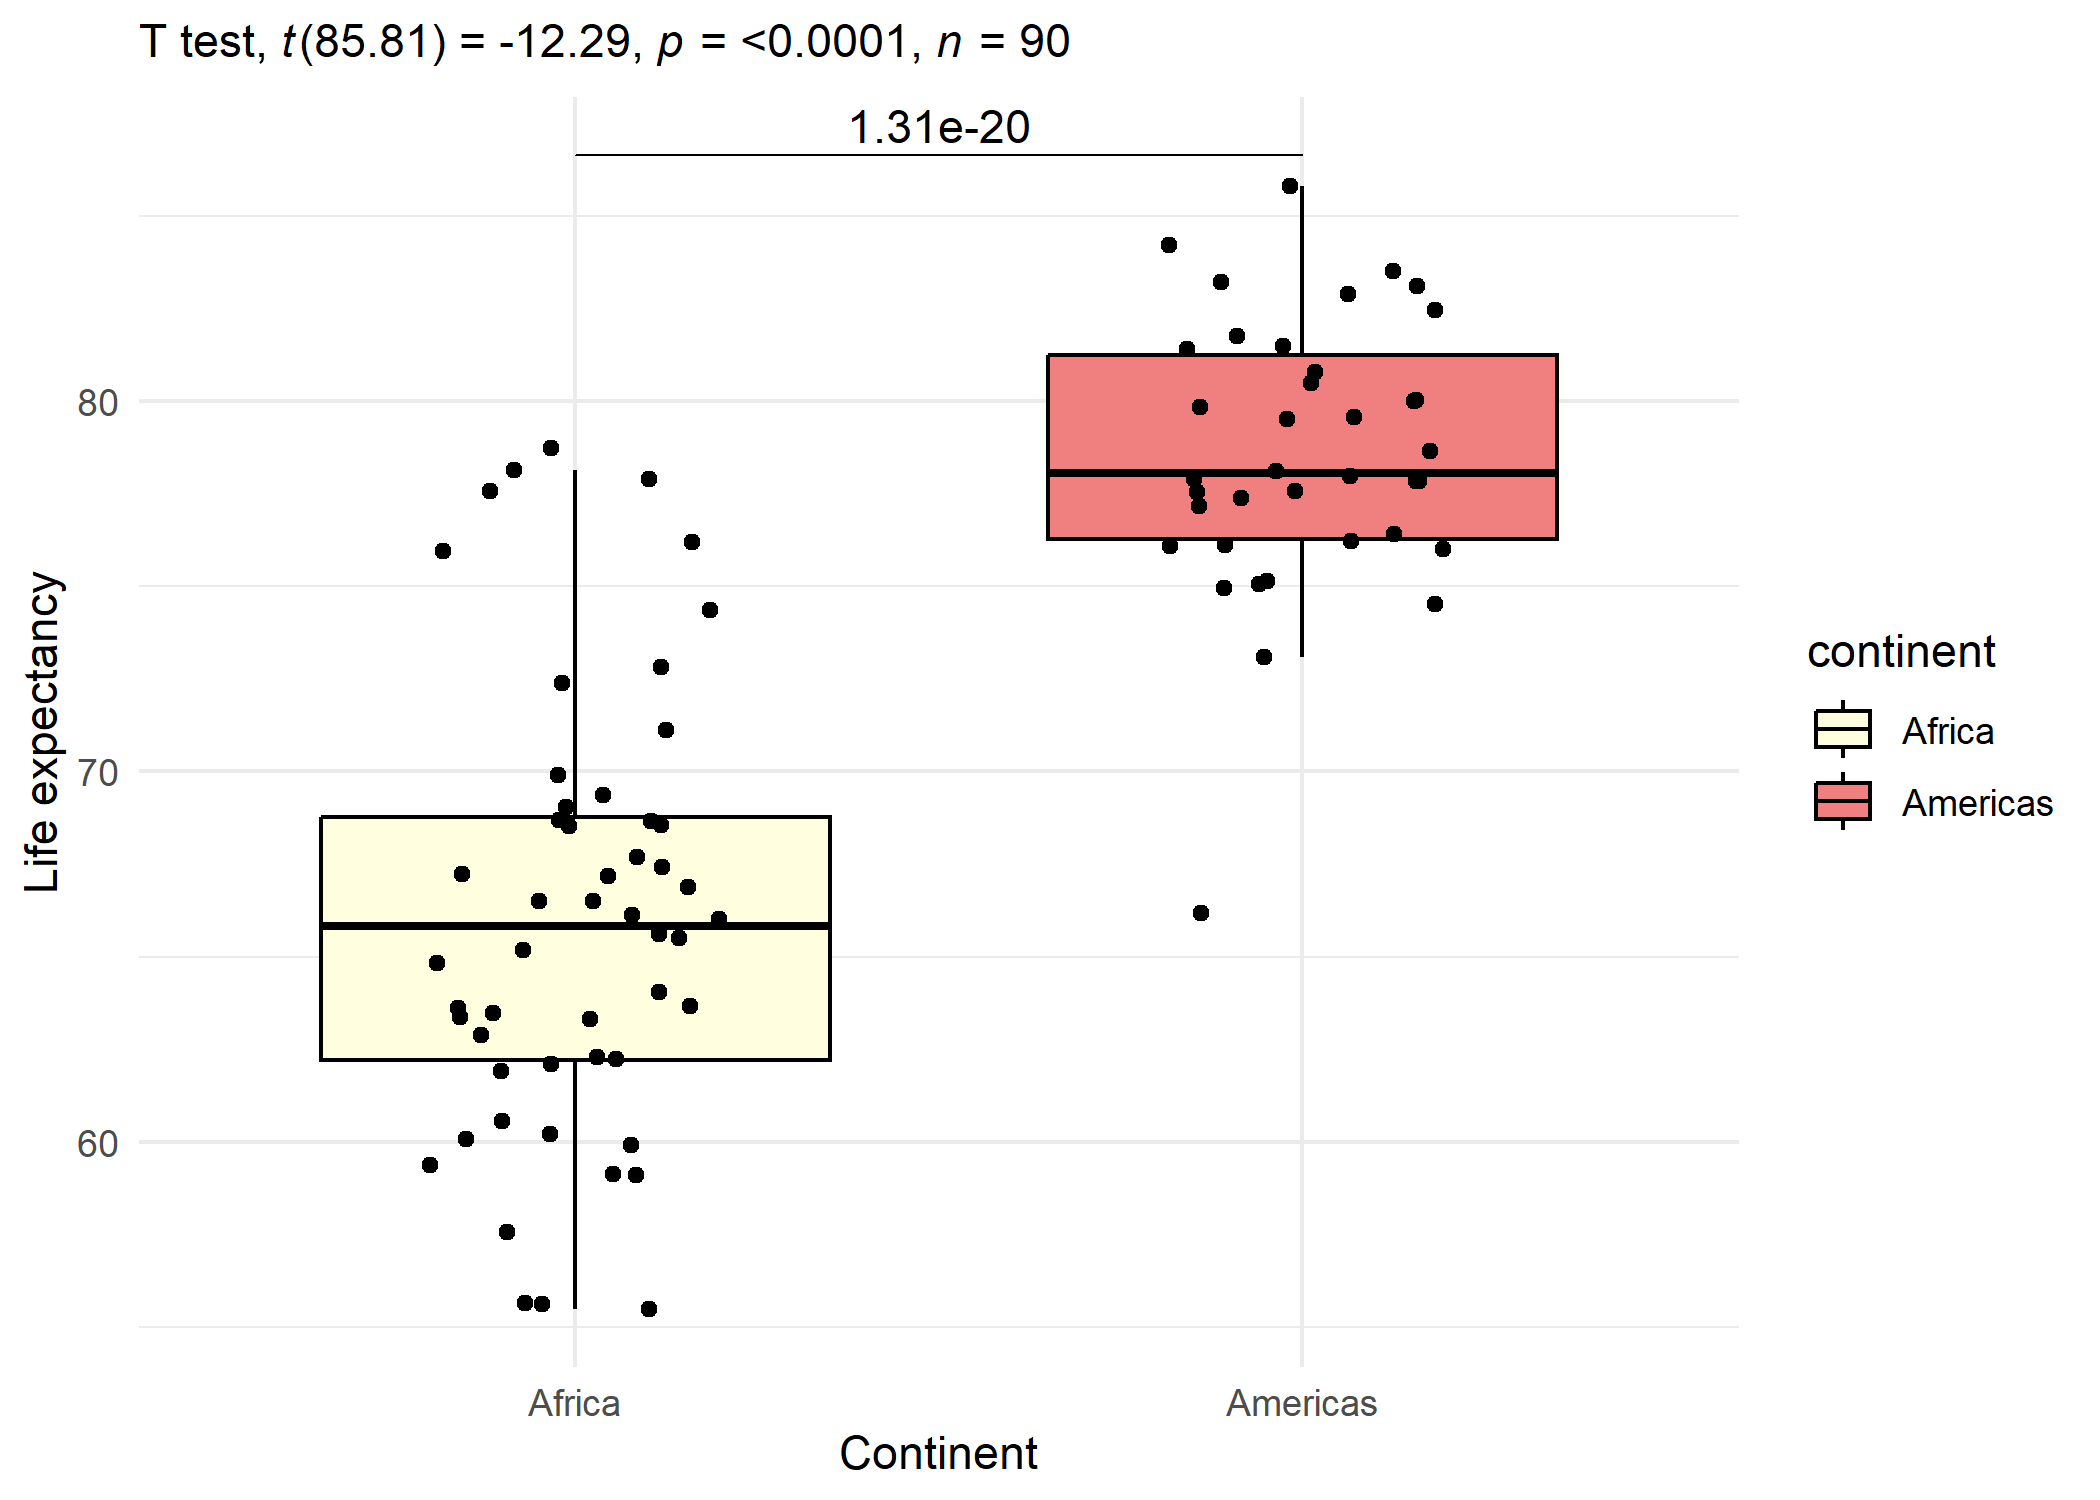 T test, t(85.81) = -12.29, p = <0.0001, n = 90
1.31e-20
80
70
60
Life expectancy
Africa
Americas
Continent
continent
Africa
Americas